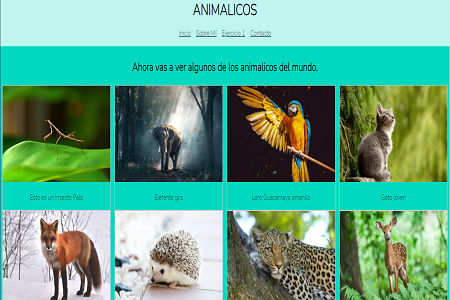 ANIMALICOS
Inicio Sobre Mí Ejercicio 1 Contacto
Ahora vas a ver algunos de los animalicos del mundo.
Esto es un Insecto Palo
Elefante gris
Loro Guacamayo amarillo
Gato joven